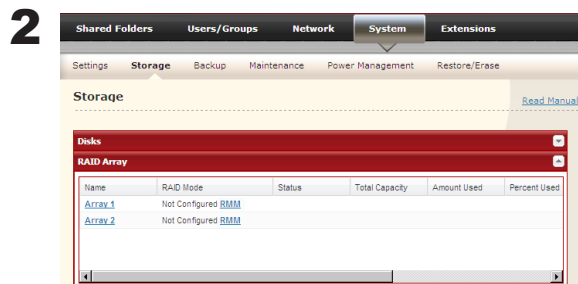 2
Shared Folders Users/Groups Network System Extensions
Settings Storage Backup Maintenance Power Management Restore/Erase
Storage
Read Manual
Disks
RAID Array
Name RAID Mode Status Total Capacity Amount Used Percent Used
Array 1 Not Configured RMM
Array 2 Not Configured RMM